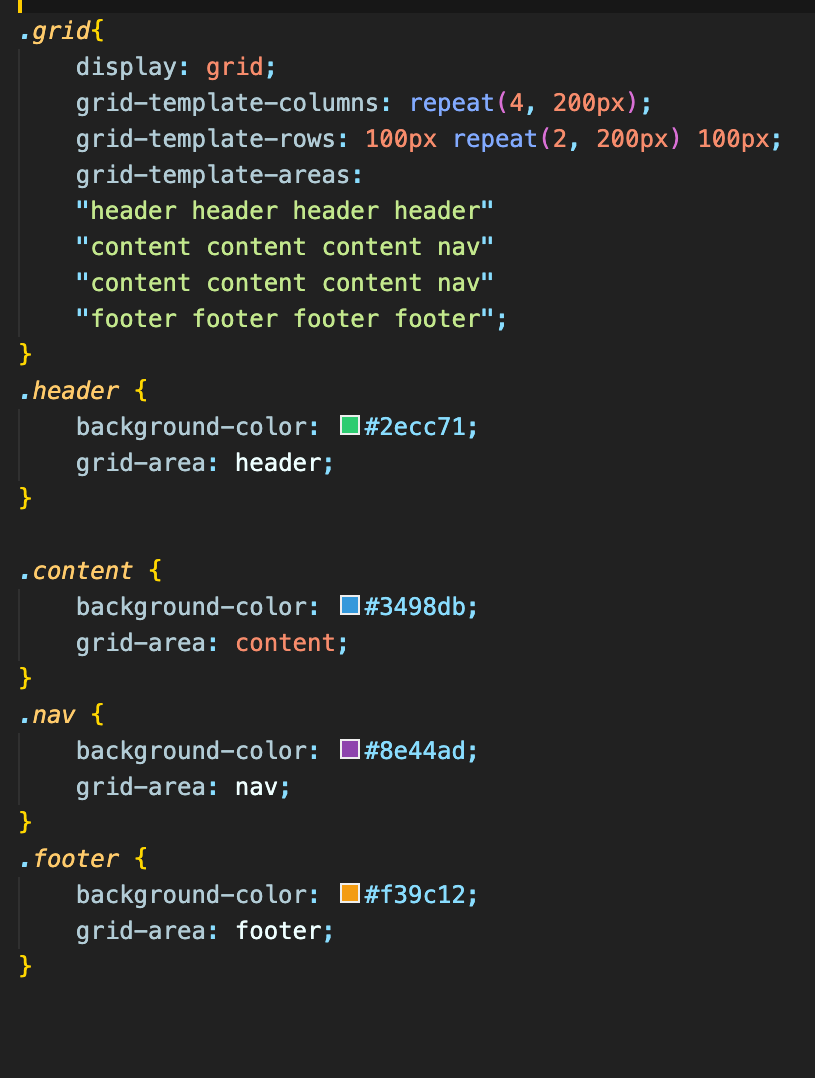 .grid{
    display: grid;
    grid-template-columns: repeat(4, 200px);
    grid-template-rows: 100px repeat(2, 200px) 100px;
    grid-template-areas:
    "header header header header"
    "content content content nav"
    "content content content nav"
    "footer footer footer footer";
}
.header {
    background-color: #2ecc71;
    grid-area: header;
}

.content {
    background-color: #3498db;
    grid-area: content;
}
.nav {
    background-color: #8e44ad;
    grid-area: nav;
}
.footer {
    background-color: #f39c12;
    grid-area: footer;
}